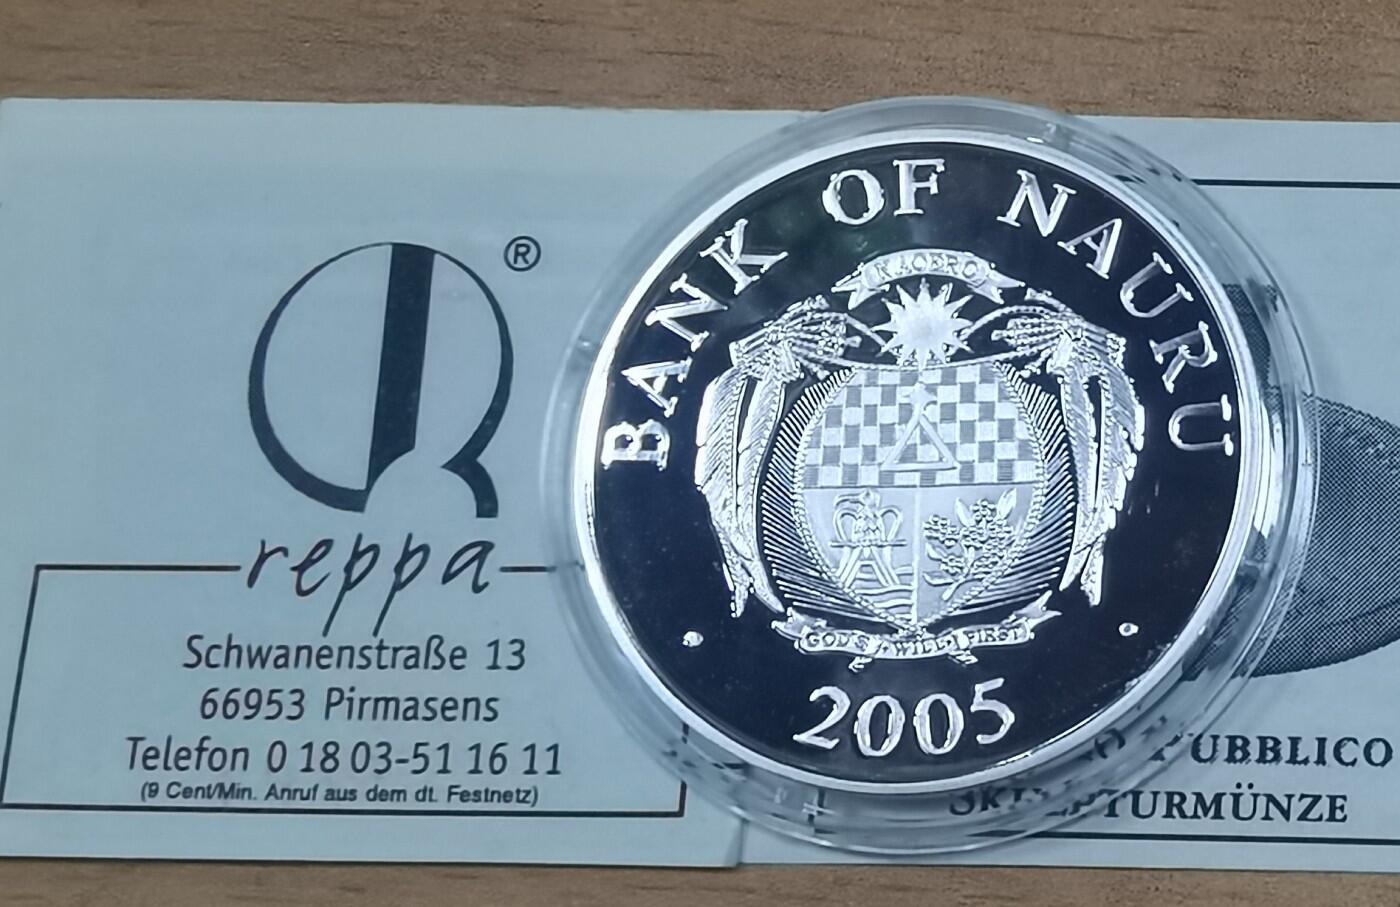 ®
reppa
Schwanenstraße 13
66953 Pirmasens
Telefon 0 18 03-51 16 11
(9 Cent/Min. Anruf aus dem dt. Festnetz)
BANK OF NAURU
NAOERO
GOD'S WILL FIRST
2005
PUBBLICO
SKULPTURMÜNZE